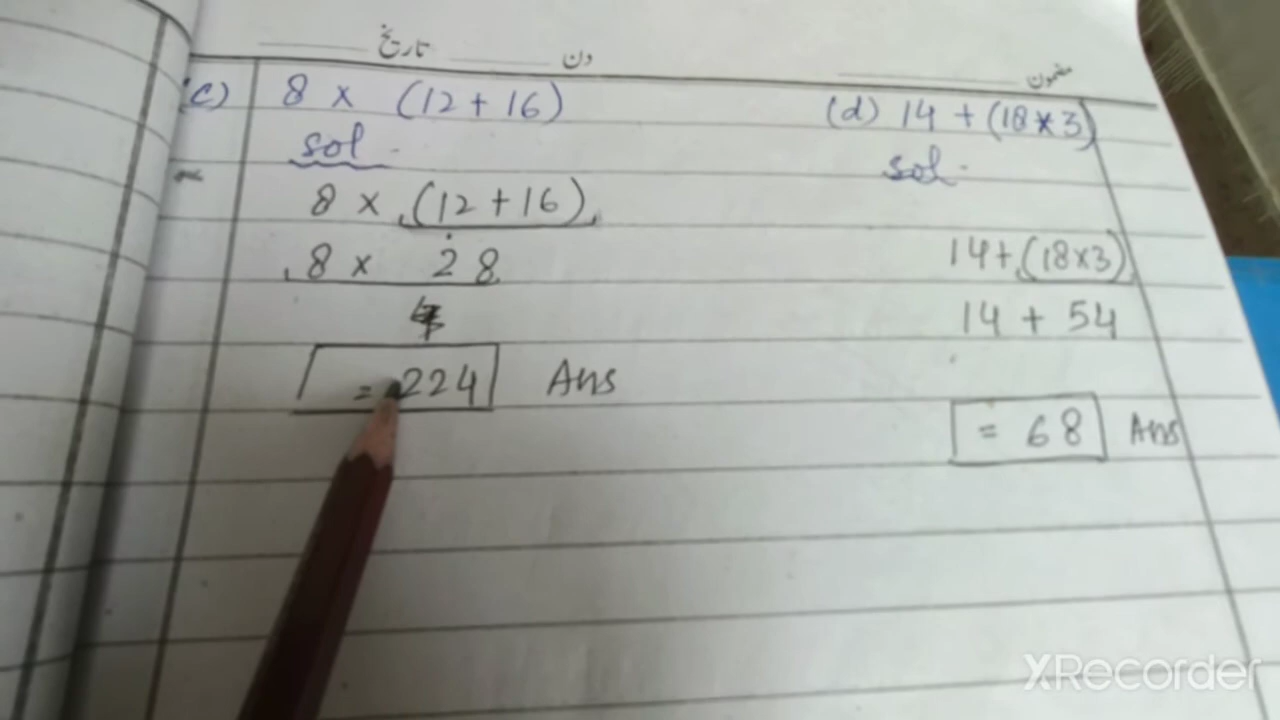 تاریخ دن مضمون
(C) 8 × (12 + 16)
sol -
8 × (12 + 16)
8 × 28
= 224 Ans
(d) 14 + (18 × 3)
sol -
14 + (18×3)
14 + 54
= 68 Ans
XRecorder